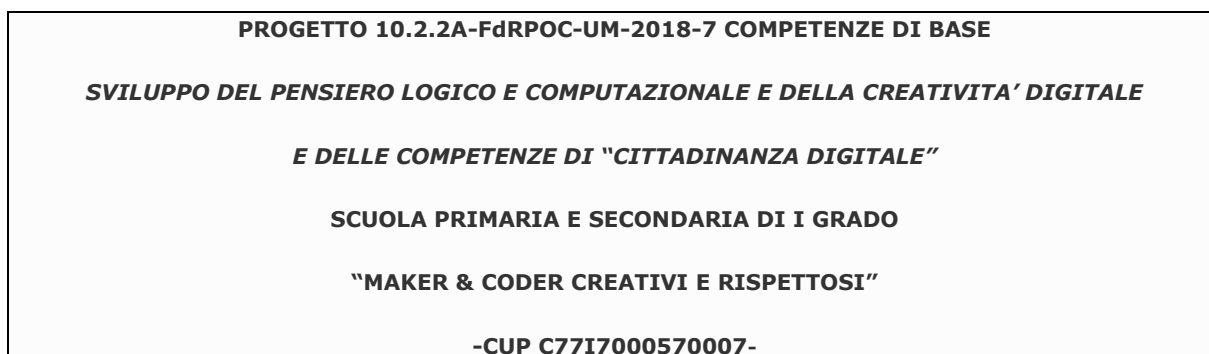 PROGETTO 10.2.2A-FdRPOC-UM-2018-7 COMPETENZE DI BASE
SVILUPPO DEL PENSIERO LOGICO E COMPUTAZIONALE E DELLA CREATIVITA’ DIGITALE
E DELLE COMPETENZE DI “CITTADINANZA DIGITALE”
SCUOLA PRIMARIA E SECONDARIA DI I GRADO
“MAKER & CODER CREATIVI E RISPETTOSI”
-CUP C77I7000570007-